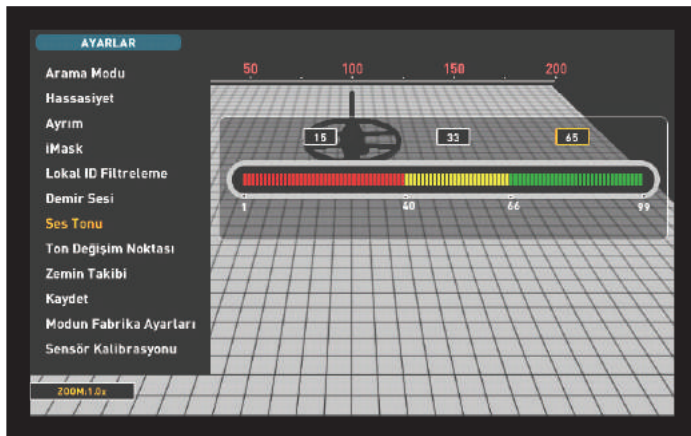 AYARLAR
Arama Modu
Hassasiyet
Ayrım
iMask
Lokal ID Filtreleme
Demir Sesi
Ses Tonu
Ton Değişim Noktası
Zemin Takibi
Kaydet
Modun Fabrika Ayarları
Sensör Kalibrasyonu
ZOOM:1.0x
50 100 150 200
15 33 65
1 40 66 99